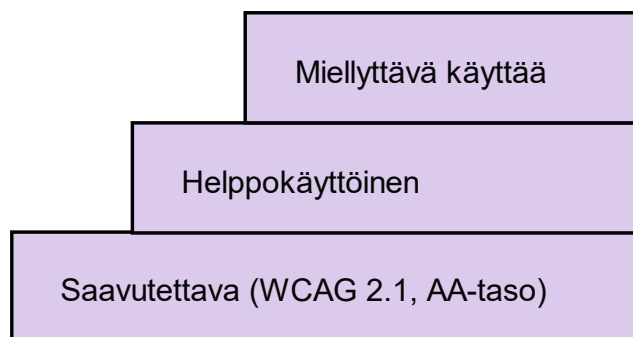 Miellyttävä käyttää
Helppokäyttöinen
Saavutettava (WCAG 2.1, AA-taso)